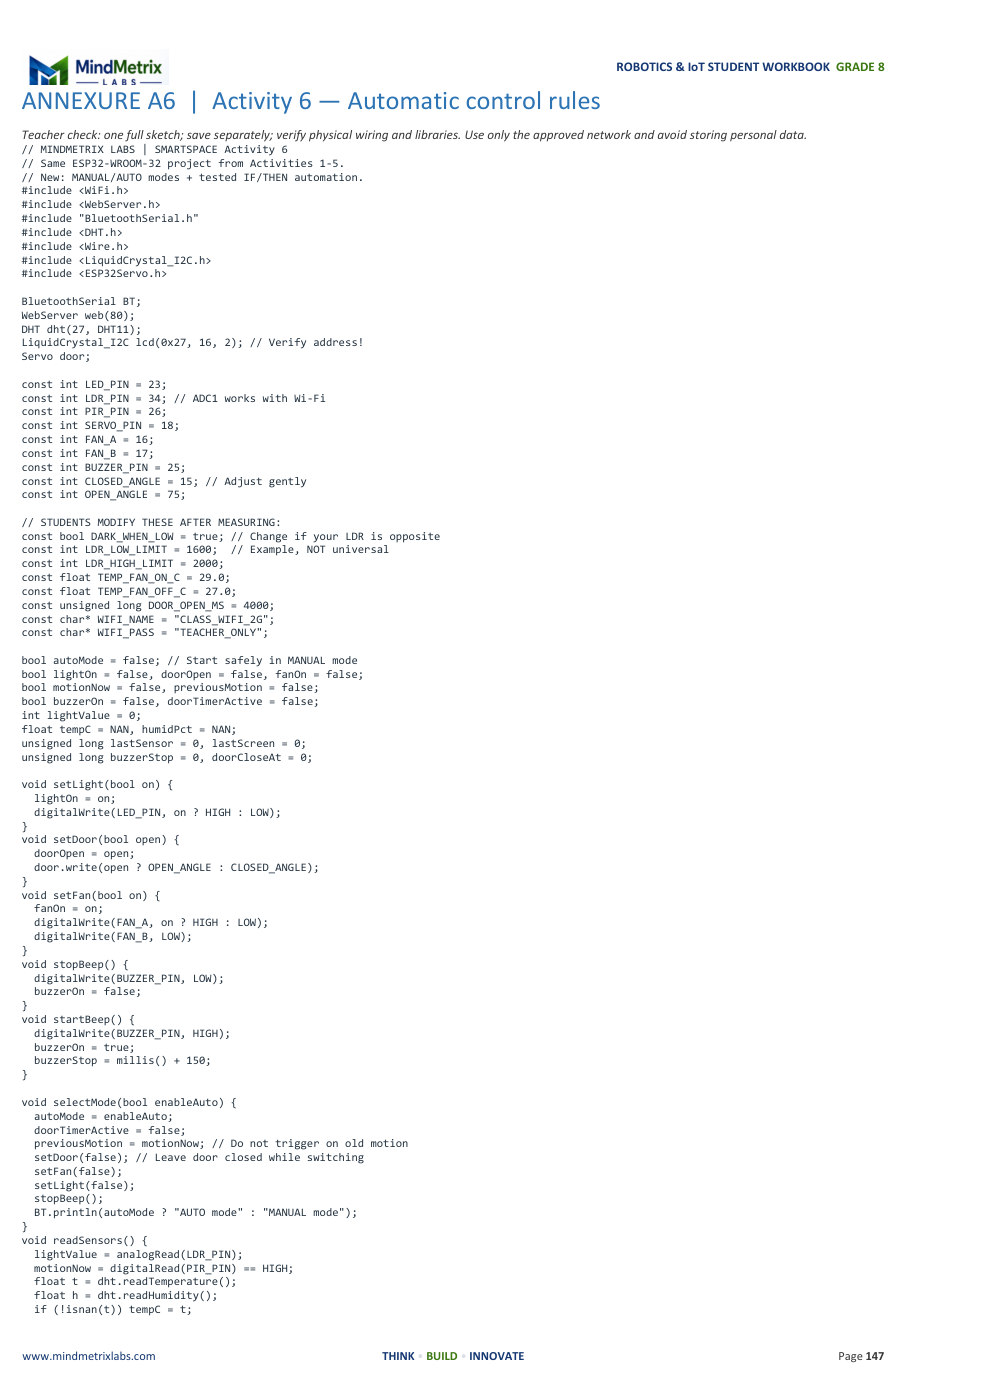 MindMetrix
LABS
ROBOTICS & IoT STUDENT WORKBOOK GRADE 8
ANNEXURE A6 | Activity 6 — Automatic control rules
Teacher check: one full sketch; save separately; verify physical wiring and libraries. Use only the approved network and avoid storing personal data.
// MINDMETRIX LABS | SMARTSPACE Activity 6
// Same ESP32-WROOM-32 project from Activities 1-5.
// New: MANUAL/AUTO modes + tested IF/THEN automation.
#include <WiFi.h>
#include <WebServer.h>
#include "BluetoothSerial.h"
#include <DHT.h>
#include <Wire.h>
#include <LiquidCrystal_I2C.h>
#include <ESP32Servo.h>

BluetoothSerial BT;
WebServer web(80);
DHT dht(27, DHT11);
LiquidCrystal_I2C lcd(0x27, 16, 2); // Verify address!
Servo door;

const int LED_PIN = 23;
const int LDR_PIN = 34; // ADC1 works with Wi-Fi
const int PIR_PIN = 26;
const int SERVO_PIN = 18;
const int FAN_A = 16;
const int FAN_B = 17;
const int BUZZER_PIN = 25;
const int CLOSED_ANGLE = 15; // Adjust gently
const int OPEN_ANGLE = 75;

// STUDENTS MODIFY THESE AFTER MEASURING:
const bool DARK_WHEN_LOW = true; // Change if your LDR is opposite
const int LDR_LOW_LIMIT = 1600;  // Example, NOT universal
const int LDR_HIGH_LIMIT = 2000;
const float TEMP_FAN_ON_C = 29.0;
const float TEMP_FAN_OFF_C = 27.0;
const unsigned long DOOR_OPEN_MS = 4000;
const char* WIFI_NAME = "CLASS_WIFI_2G";
const char* WIFI_PASS = "TEACHER_ONLY";

bool autoMode = false; // Start safely in MANUAL mode
bool lightOn = false, doorOpen = false, fanOn = false;
bool motionNow = false, previousMotion = false;
bool buzzerOn = false, doorTimerActive = false;
int lightValue = 0;
float tempC = NAN, humidPct = NAN;
unsigned long lastSensor = 0, lastScreen = 0;
unsigned long buzzerStop = 0, doorCloseAt = 0;

void setLight(bool on) {
  lightOn = on;
  digitalWrite(LED_PIN, on ? HIGH : LOW);
}
void setDoor(bool open) {
  doorOpen = open;
  door.write(open ? OPEN_ANGLE : CLOSED_ANGLE);
}
void setFan(bool on) {
  fanOn = on;
  digitalWrite(FAN_A, on ? HIGH : LOW);
  digitalWrite(FAN_B, LOW);
}
void stopBeep() {
  digitalWrite(BUZZER_PIN, LOW);
  buzzerOn = false;
}
void startBeep() {
  digitalWrite(BUZZER_PIN, HIGH);
  buzzerOn = true;
  buzzerStop = millis() + 150;
}

void selectMode(bool enableAuto) {
  autoMode = enableAuto;
  doorTimerActive = false;
  previousMotion = motionNow; // Do not trigger on old motion
  setDoor(false); // Leave door closed while switching
  setFan(false);
  setLight(false);
  stopBeep();
  BT.println(autoMode ? "AUTO mode" : "MANUAL mode");
}
void readSensors() {
  lightValue = analogRead(LDR_PIN);
  motionNow = digitalRead(PIR_PIN) == HIGH;
  float t = dht.readTemperature();
  float h = dht.readHumidity();
  if (!isnan(t)) tempC = t;
www.mindmetrixlabs.com
THINK • BUILD • INNOVATE
Page 147